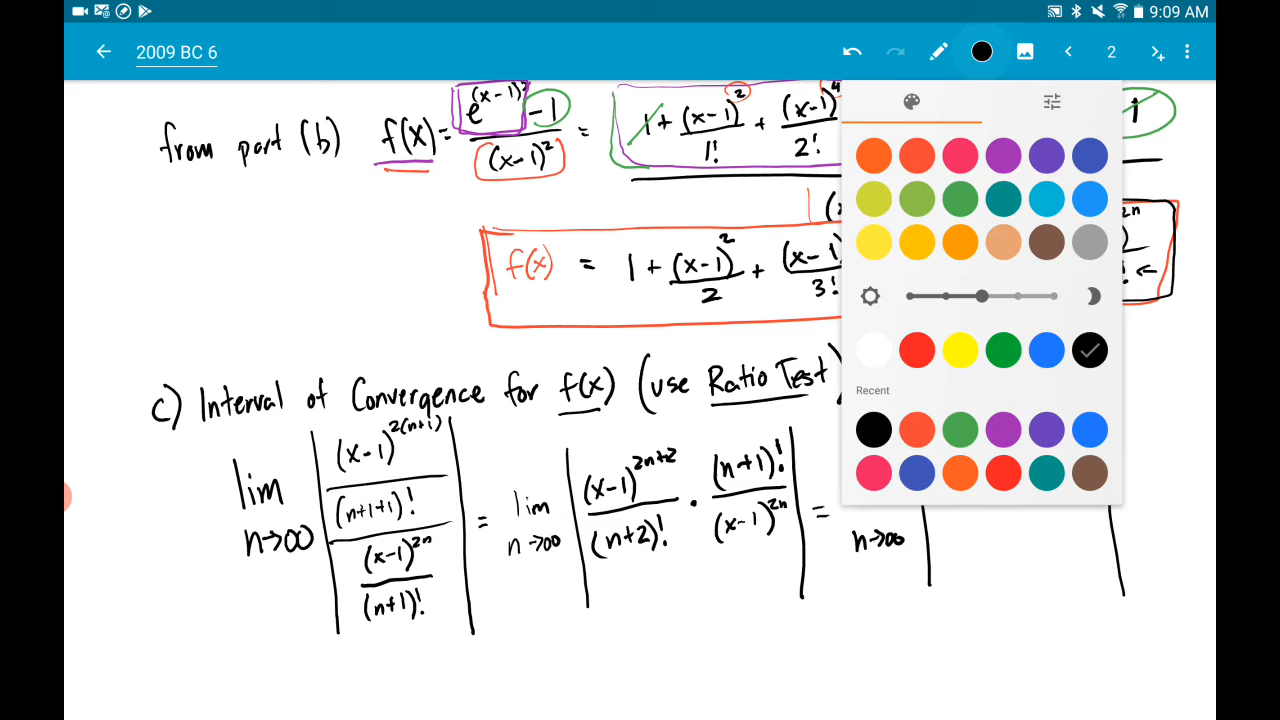 9:09 AM
2009 BC 6
2
from part (b) f(x) = e^(x-1)^2 - 1 / (x-1)^2 = 1 + (x-1)^2/1! + (x-1)^4/2! 1
f(x) = 1 + (x-1)^2/2 + (x-1)/3! 2n
Recent
c) Interval of Convergence for f(x) (use Ratio Test)
lim n→∞ | (x-1)^2(n+1) / (n+1+1)! / (x-1)^2n / (n+1)! | = lim n→∞ | (x-1)^2n+2 / (n+2)! · (n+1)! / (x-1)^2n | = n→∞ | |